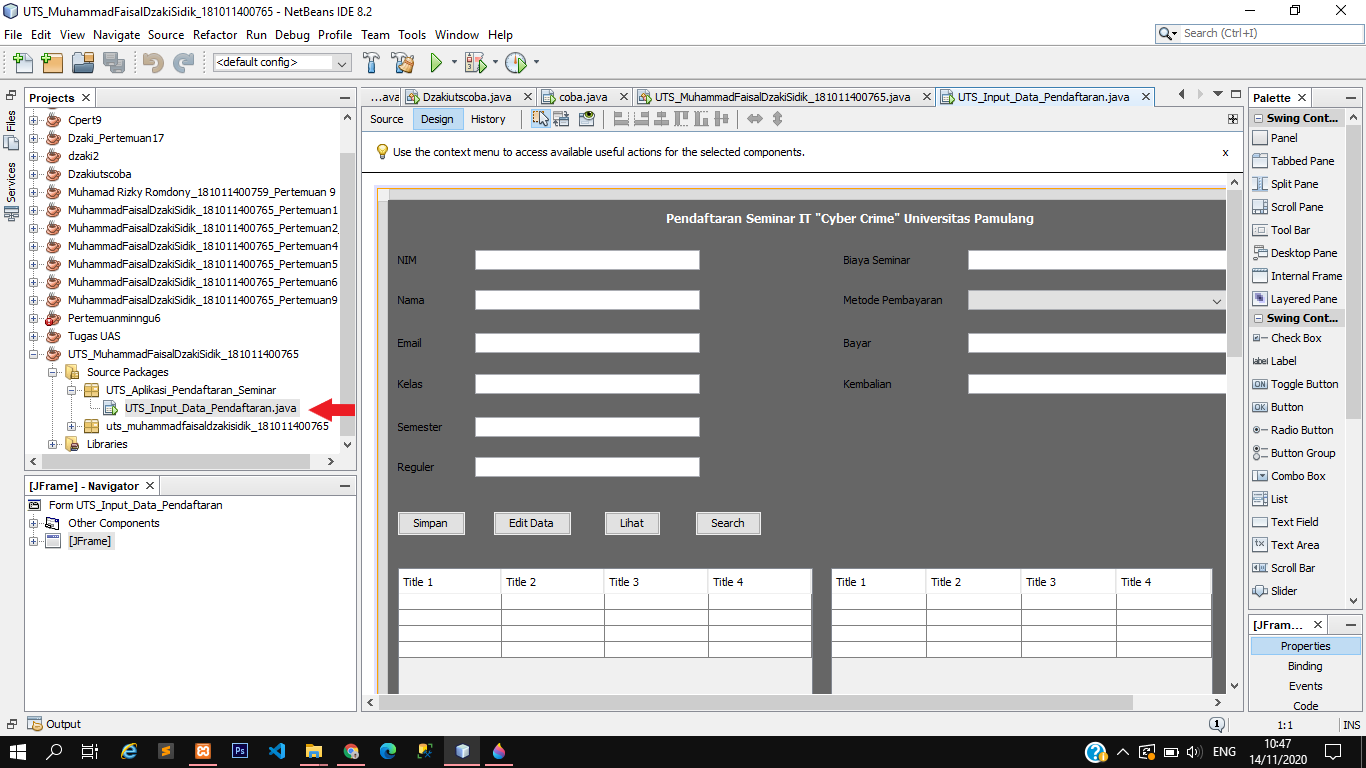 UTS_MuhammadFaisalDzakiSidik_181011400765 - NetBeans IDE 8.2
File Edit View Navigate Source Refactor Run Debug Profile Team Tools Window Help
Search (Ctrl+I)
<default config>
Files
Services
Projects
Cpert9
Dzaki_Pertemuan17
dzaki2
Dzakiutscoba
Muhamad Rizky Romdony_181011400759_Pertemuan 9
MuhammadFaisalDzakiSidik_181011400765_Pertemuan1
MuhammadFaisalDzakiSidik_181011400765_Pertemuan2_
MuhammadFaisalDzakiSidik_181011400765_Pertemuan4
MuhammadFaisalDzakiSidik_181011400765_Pertemuan5
MuhammadFaisalDzakiSidik_181011400765_Pertemuan6
MuhammadFaisalDzakiSidik_181011400765_Pertemuan9
Pertemuanminngu6
Tugas UAS
UTS_MuhammadFaisalDzakiSidik_181011400765
Source Packages
UTS_Aplikasi_Pendaftaran_Seminar
UTS_Input_Data_Pendaftaran.java
uts_muhammadfaisaldzakisidik_181011400765
Libraries
[JFrame] - Navigator
Form UTS_Input_Data_Pendaftaran
Other Components
[JFrame]
...ava Dzakiutscoba.java coba.java UTS_MuhammadFaisalDzakiSidik_181011400765.java UTS_Input_Data_Pendaftaran.java
Source Design History
Use the context menu to access available useful actions for the selected components. x
Pendaftaran Seminar IT "Cyber Crime" Universitas Pamulang
NIM Biaya Seminar
Nama Metode Pembayaran
Email Bayar
Kelas Kembalian
Semester
Reguler
Simpan Edit Data Lihat Search
Title 1 Title 2 Title 3 Title 4 Title 1 Title 2 Title 3 Title 4
Palette
Swing Cont...
Panel
Tabbed Pane
Split Pane
Scroll Pane
Tool Bar
Desktop Pane
Internal Frame
Layered Pane
Swing Cont...
Check Box
label Label
ON Toggle Button
OK Button
Radio Button
Button Group
Combo Box
List
Text Field
Text Area
Scroll Bar
Slider
[JFram...
Properties
Binding
Events
Code
Output 1:1 INS
Ps ENG 10:47
14/11/2020